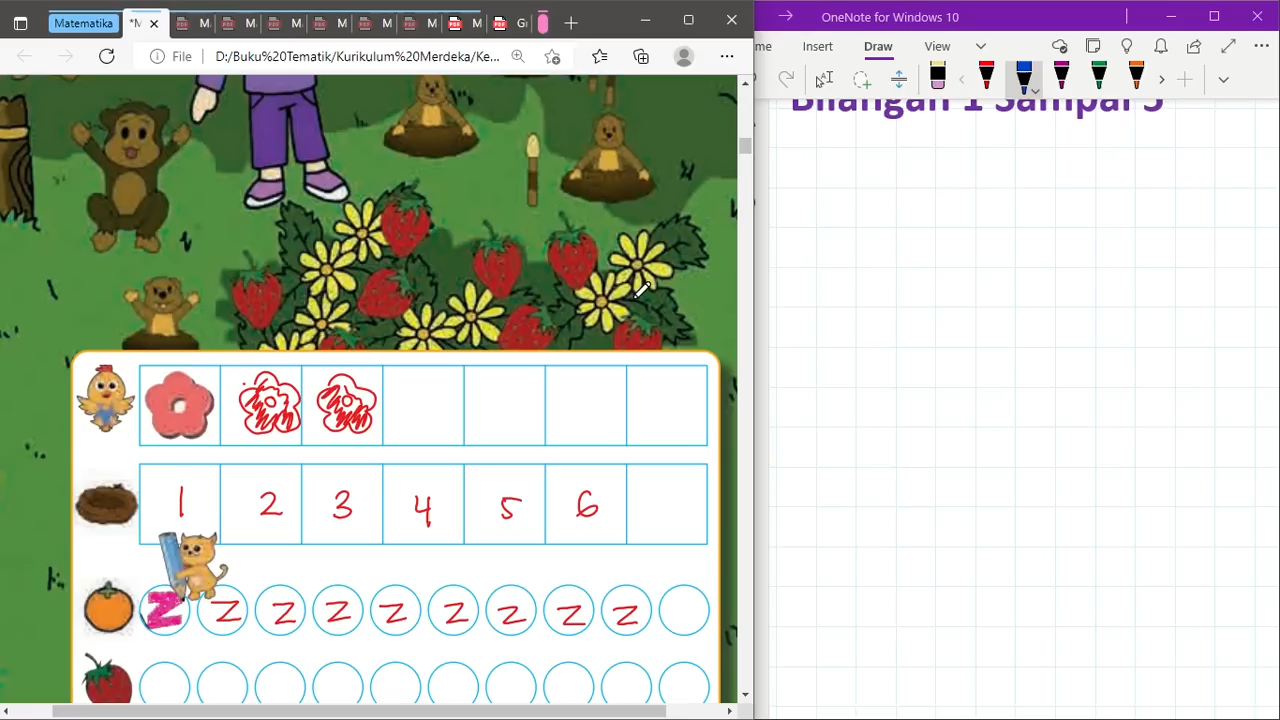 Matematika
*M
M
M
M
M
M
M
M
G
File
D:/Buku%20Tematik/Kurikulum%20Merdeka/Ke...
OneNote for Windows 10
Insert
Draw
View
Bilangan 1 Sampai 5
1 2 3 4 5 6
Z Z Z Z Z Z Z Z Z